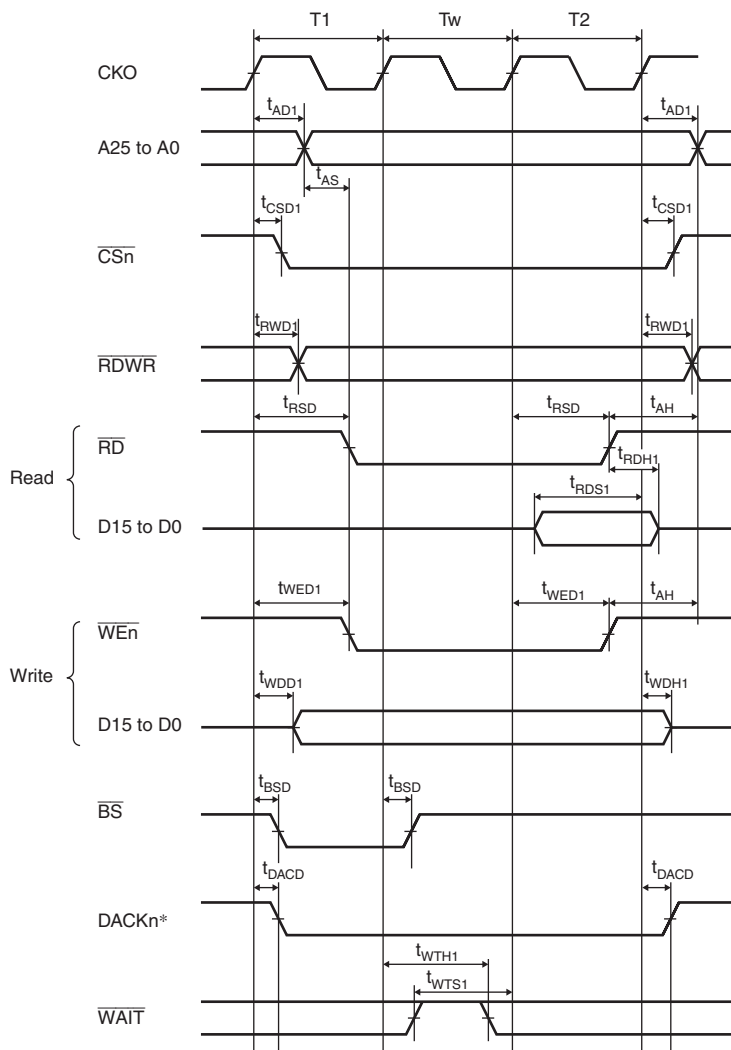 T1 Tw T2
CKO
tAD1 tAD1
A25 to A0
tAS
tCSD1 tCSD1
CSn
tRWD1 tRWD1
RDWR
tRSD tRSD tAH
RD
tRDH1
Read
tRDS1
D15 to D0
tWED1 tWED1 tAH
WEn
Write
tWDD1 tWDH1
D15 to D0
tBSD tBSD
BS
tDACD tDACD
DACKn*
tWTH1
tWTS1
WAIT